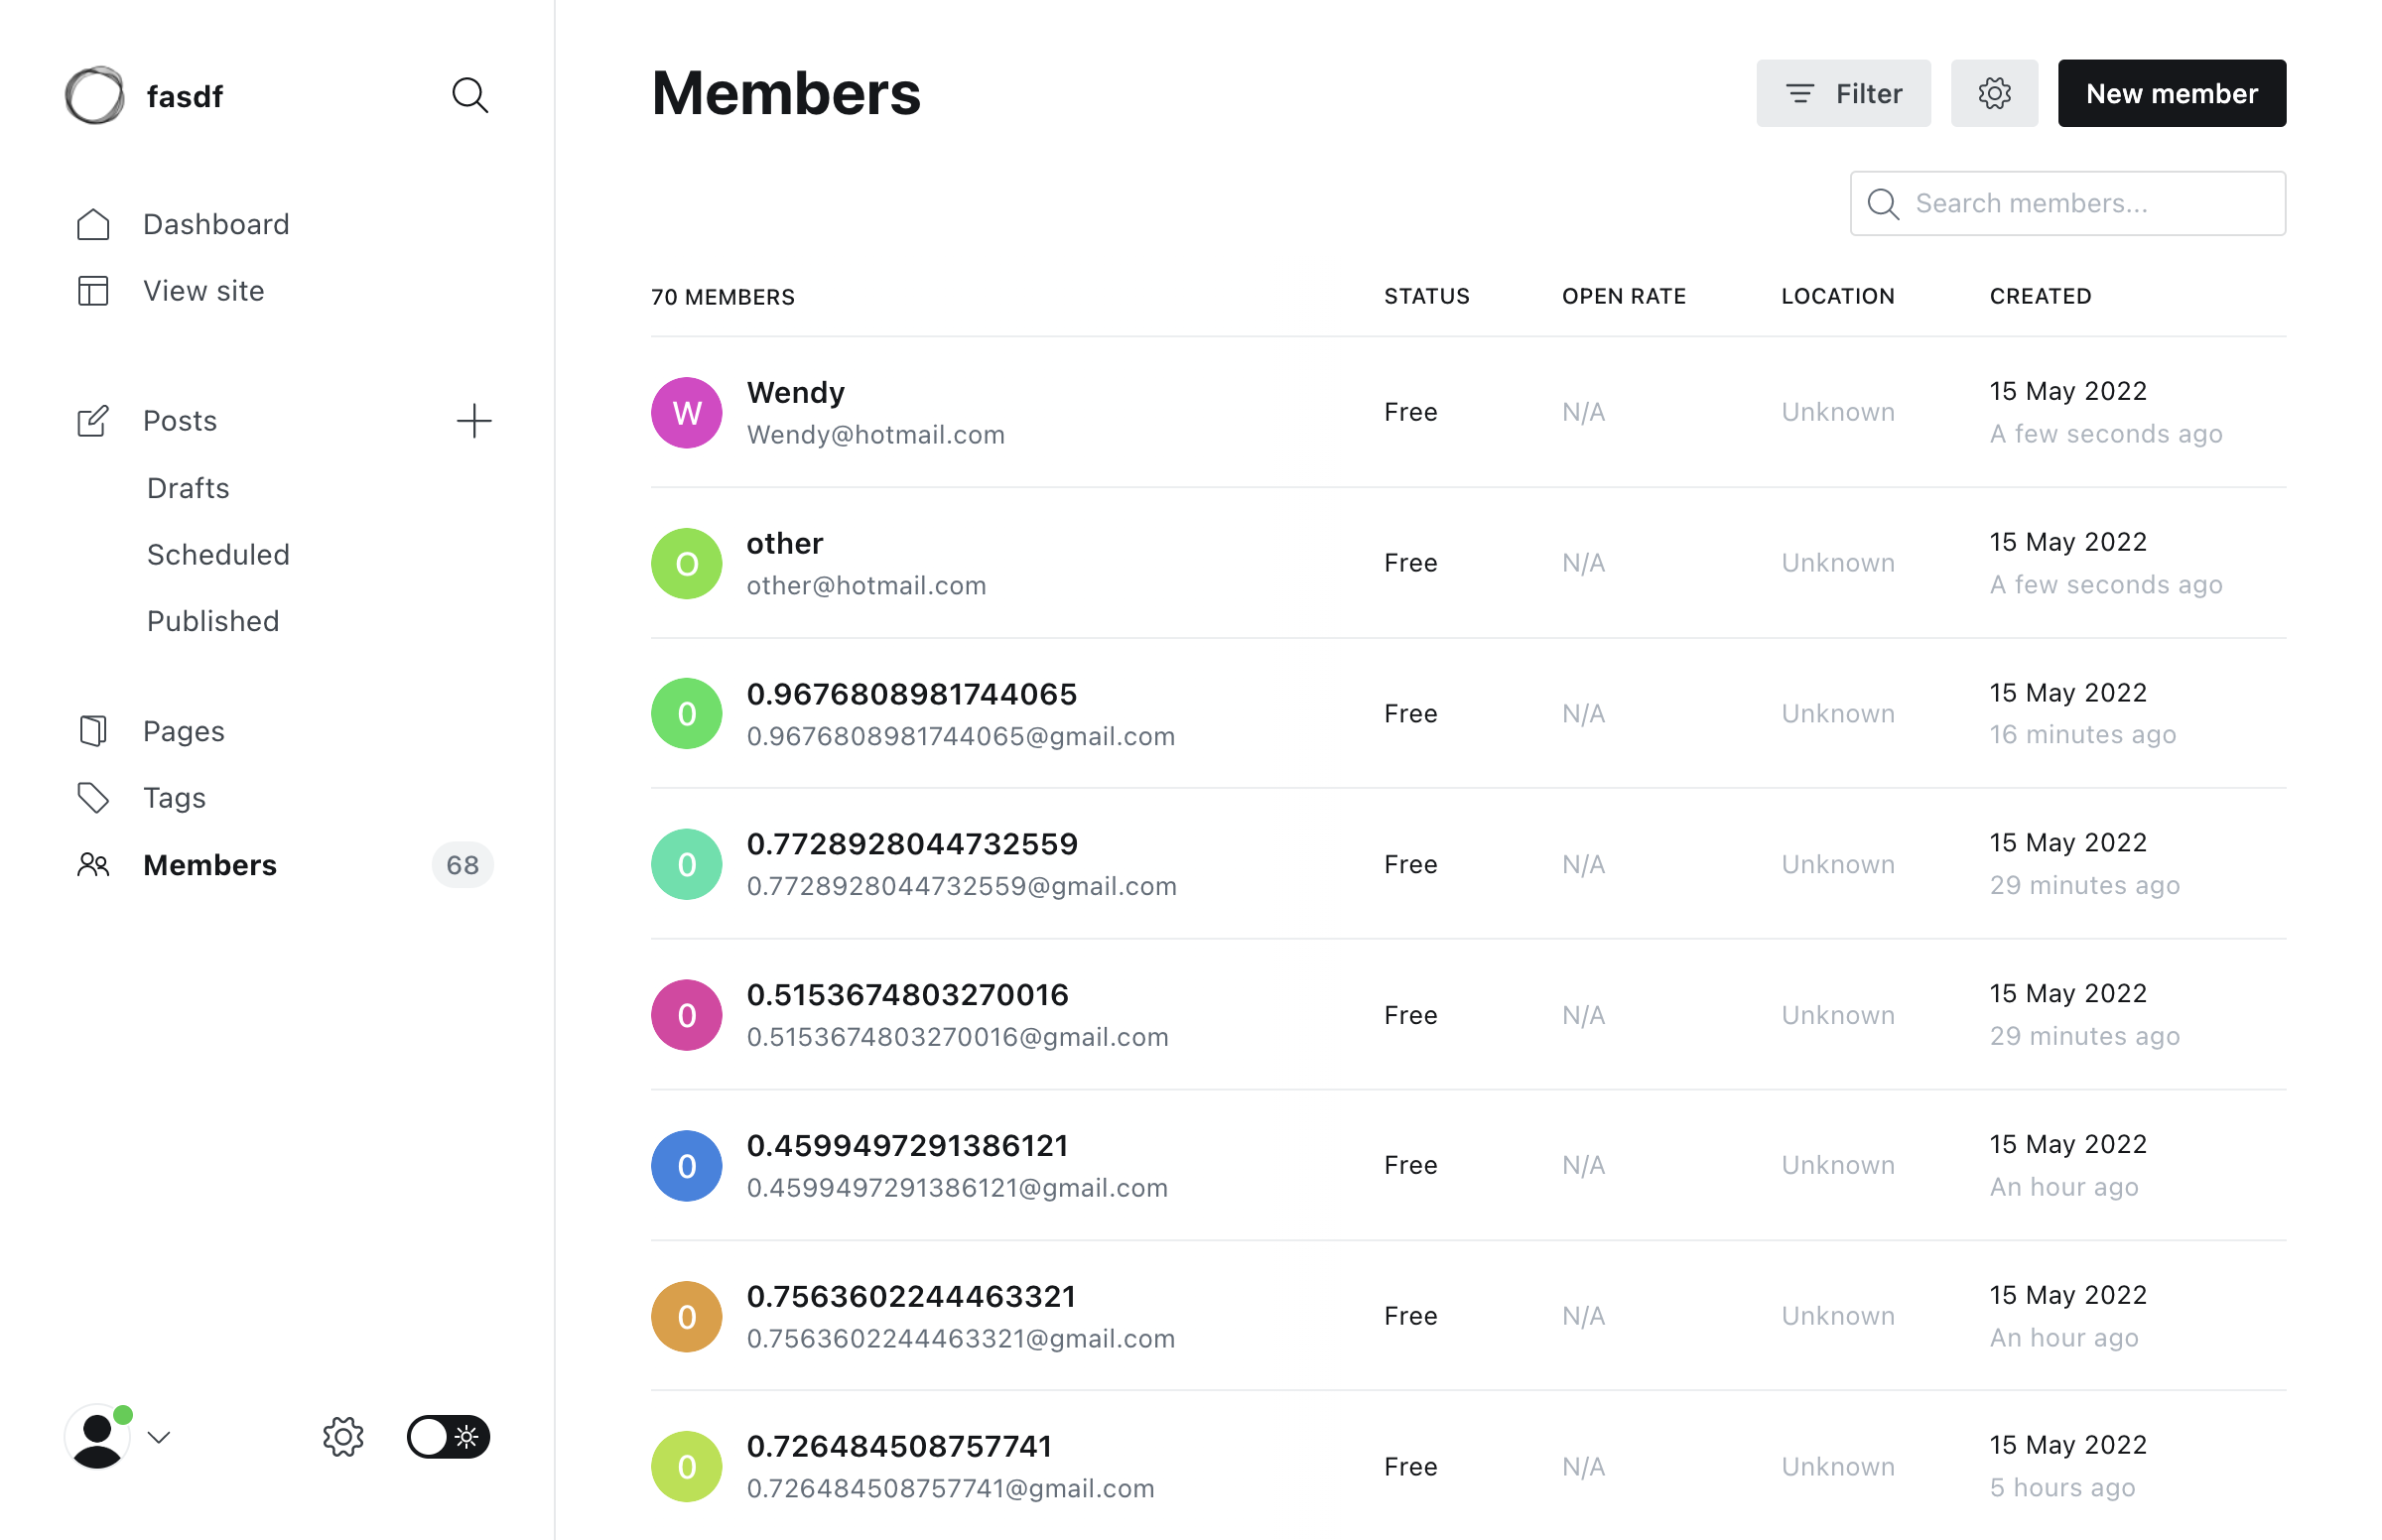 fasdf
Dashboard
View site
Posts
Drafts
Scheduled
Published
Pages
Tags
Members 68
Members
Filter
New member
Search members...
70 MEMBERS STATUS OPEN RATE LOCATION CREATED
W Wendy
Wendy@hotmail.com
Free N/A Unknown
15 May 2022
A few seconds ago
O other
other@hotmail.com
Free N/A Unknown
15 May 2022
A few seconds ago
0 0.9676808981744065
0.9676808981744065@gmail.com
Free N/A Unknown
15 May 2022
16 minutes ago
0 0.7728928044732559
0.7728928044732559@gmail.com
Free N/A Unknown
15 May 2022
29 minutes ago
0 0.5153674803270016
0.5153674803270016@gmail.com
Free N/A Unknown
15 May 2022
29 minutes ago
0 0.4599497291386121
0.4599497291386121@gmail.com
Free N/A Unknown
15 May 2022
An hour ago
0 0.7563602244463321
0.7563602244463321@gmail.com
Free N/A Unknown
15 May 2022
An hour ago
0 0.726484508757741
0.726484508757741@gmail.com
Free N/A Unknown
15 May 2022
5 hours ago